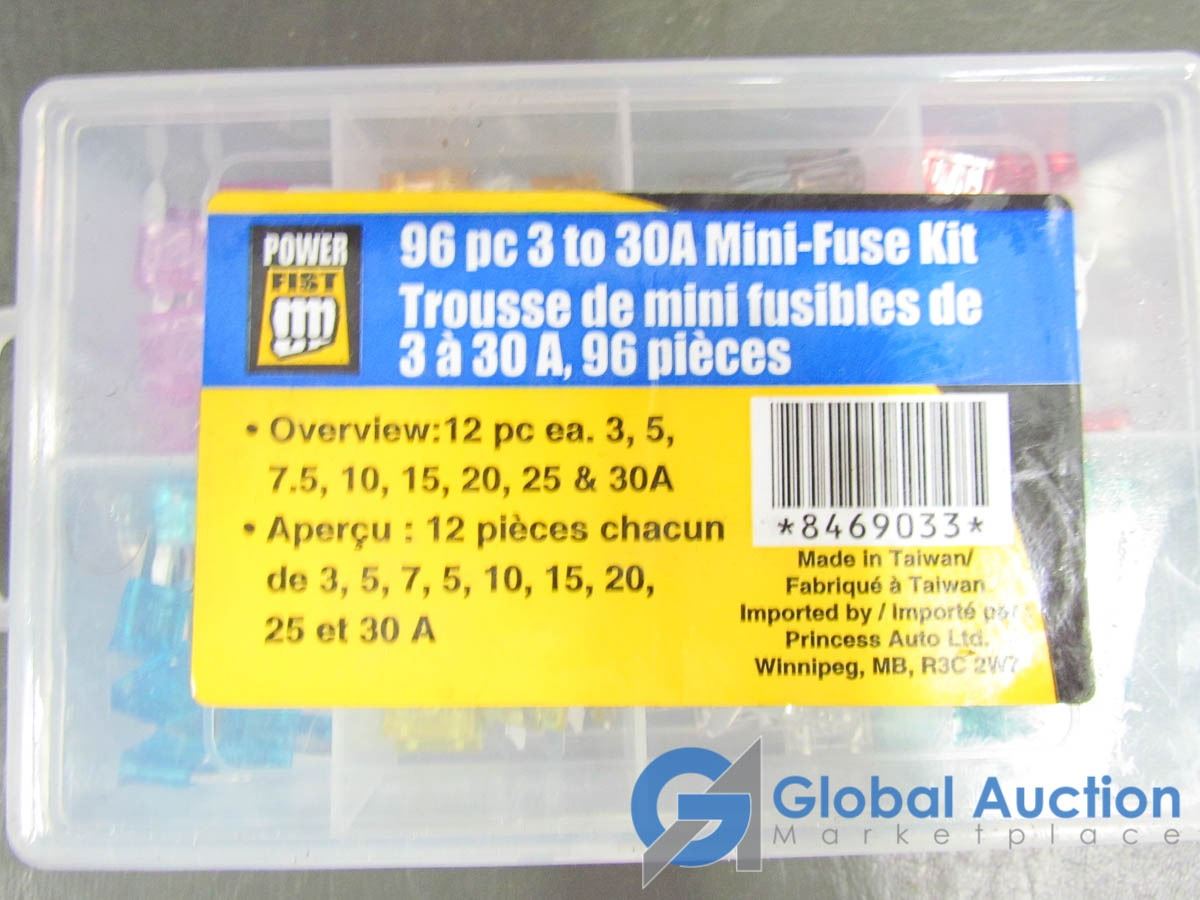 POWER
FIST
96 pc 3 to 30A Mini-Fuse Kit
Trousse de mini fusibles de
3 à 30 A, 96 pièces
• Overview:12 pc ea. 3, 5,
7.5, 10, 15, 20, 25 & 30A
• Aperçu : 12 pièces chacun
de 3, 5, 7, 5, 10, 15, 20,
25 et 30 A
*8469033*
Made in Taiwan/
Fabriqué à Taiwan
Imported by / Importé par
Princess Auto Ltd.
Winnipeg, MB, R3C 2W7
GA Global Auction
Marketplace